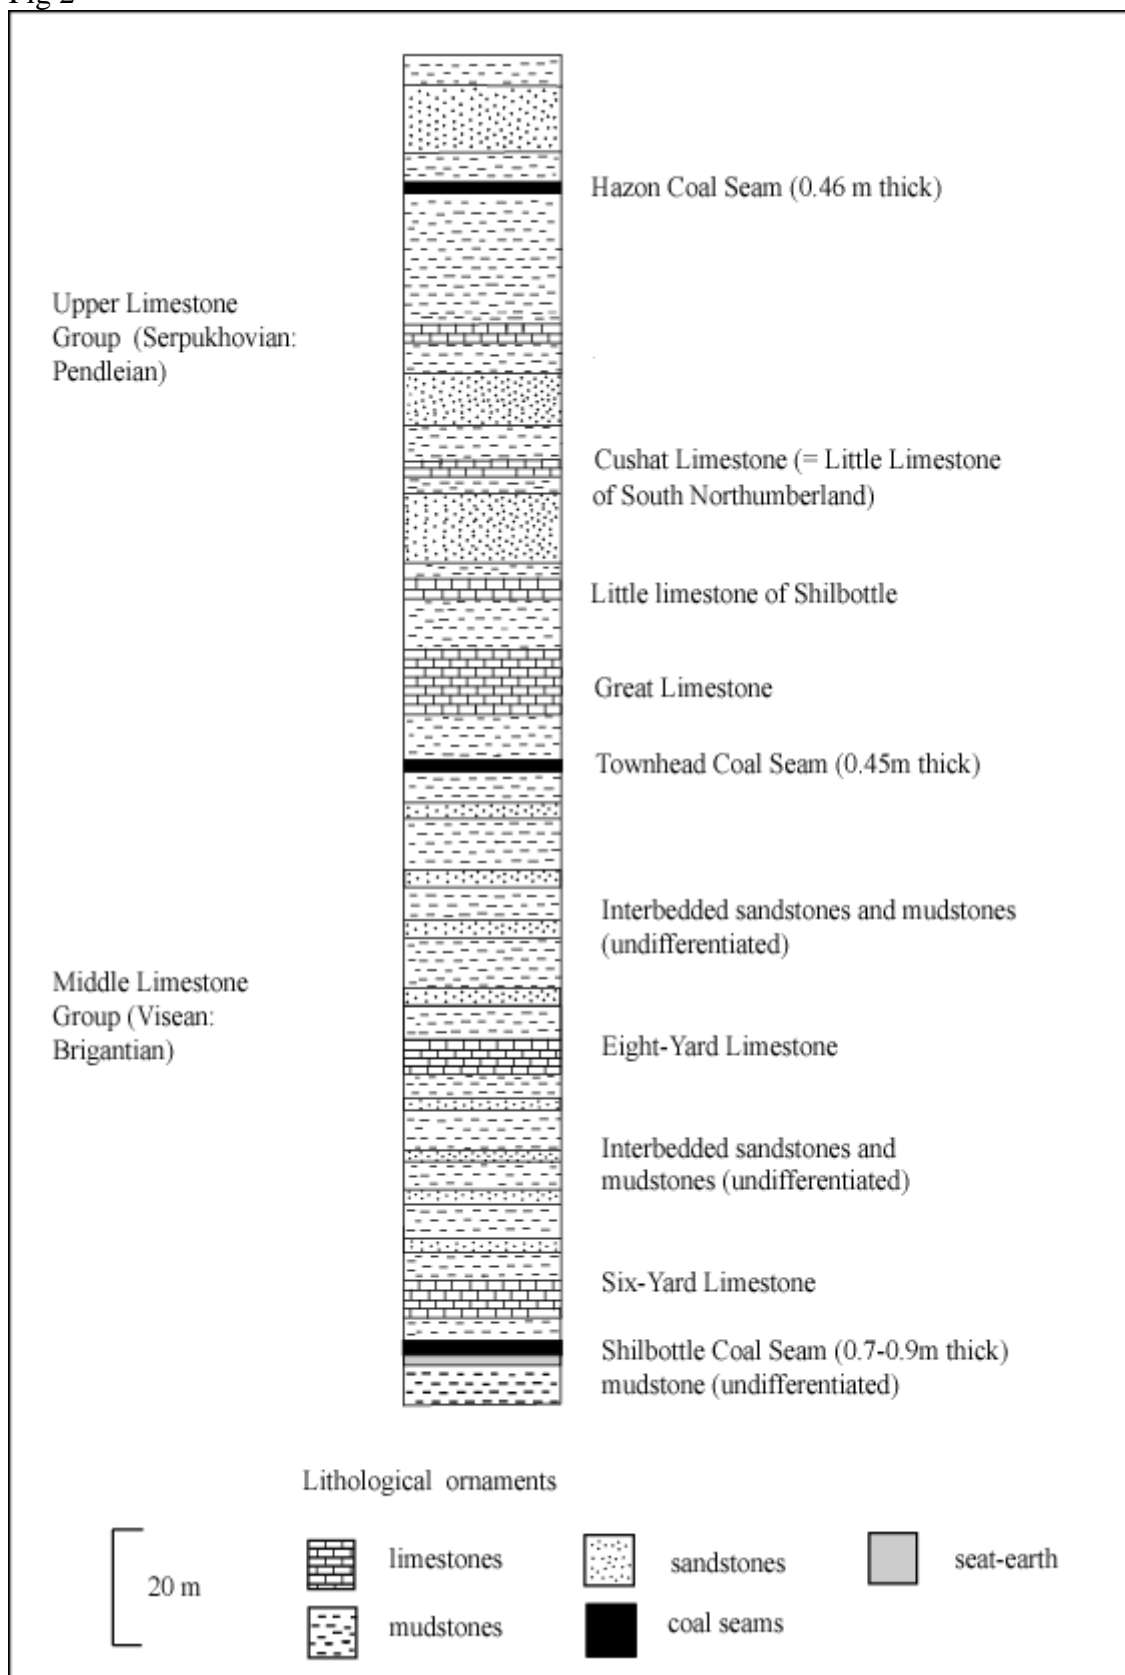 Fig 2
Hazon Coal Seam (0.46 m thick)
Upper Limestone
Group (Serpukhovian:
Pendleian)
Cushat Limestone (= Little Limestone
of South Northumberland)
Little limestone of Shilbottle
Great Limestone
Townhead Coal Seam (0.45m thick)
Interbedded sandstones and mudstones
(undifferentiated)
Middle Limestone
Group (Visean:
Brigantian)
Eight-Yard Limestone
Interbedded sandstones and
mudstones (undifferentiated)
Six-Yard Limestone
Shilbottle Coal Seam (0.7-0.9m thick)
mudstone (undifferentiated)
Lithological ornaments
20 m
limestones
sandstones
seat-earth
mudstones
coal seams